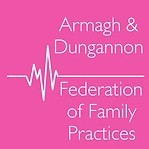 Armagh &
Dungannon
Federation
of Family
Practices